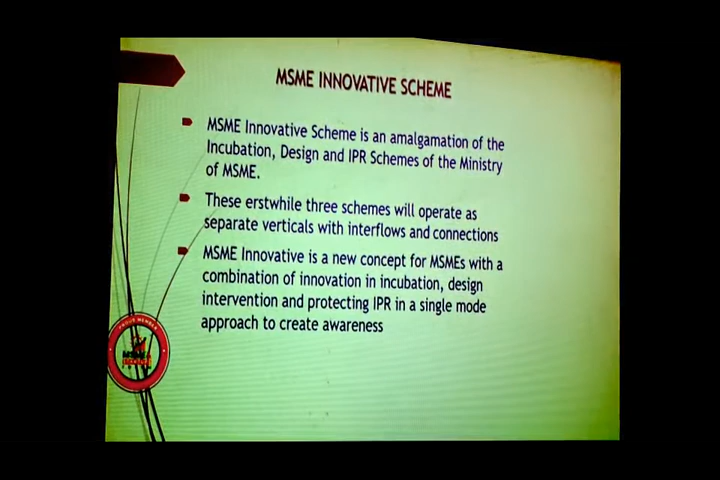 MSME INNOVATIVE SCHEME
MSME Innovative Scheme is an amalgamation of the
Incubation, Design and IPR Schemes of the Ministry
of MSME.
These erstwhile three schemes will operate as
separate verticals with interflows and connections
MSME Innovative is a new concept for MSMEs with a
combination of innovation in incubation, design
intervention and protecting IPR in a single mode
approach to create awareness
PROUD MEMBER